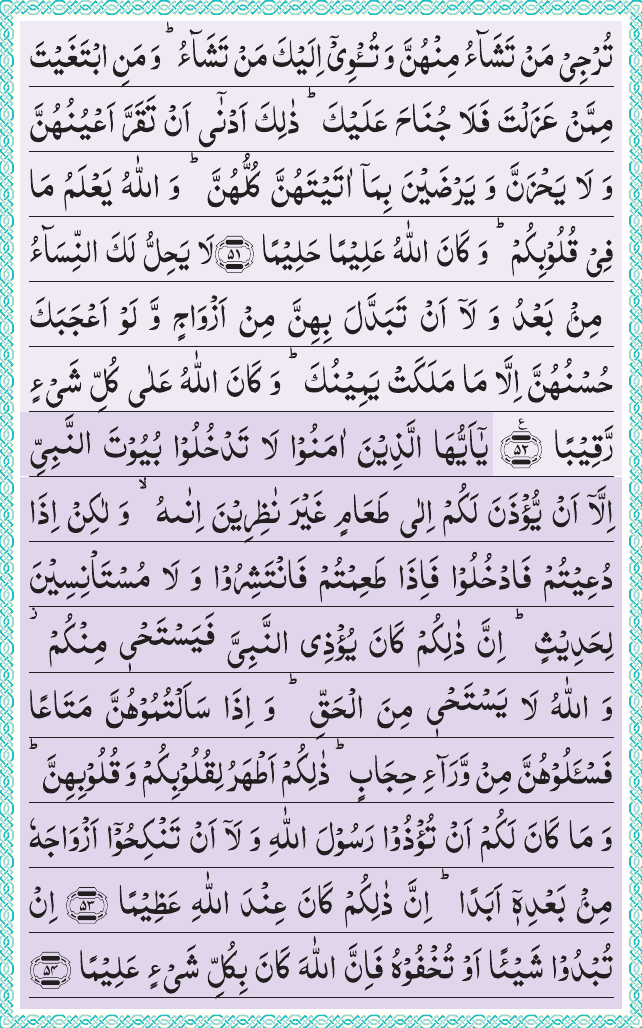 تُرۡجِیۡ مَنۡ تَشَآءُ مِنۡهُنَّ وَ تُــٔۡوِیۡۤ اِلَیۡكَ مَنۡ تَشَآءُ ؕ وَ مَنِ ابۡتَغَیۡتَ
مِمَّنۡ عَزَلۡتَ فَلَا جُنَاحَ عَلَیۡكَ ؕ ذٰلِكَ اَدۡنٰۤی اَنۡ تَقَرَّ اَعۡیُنُهُنَّ
وَ لَا یَحۡزَنَّ وَ یَرۡضَیۡنَ بِمَاۤ اٰتَیۡتَهُنَّ كُلُّهُنَّ ؕ وَ اللّٰهُ یَعۡلَمُ مَا
فِیۡ قُلُوۡبِكُمۡ ؕ وَ كَانَ اللّٰهُ عَلِیۡمًا حَلِیۡمًا ﴿۵۱﴾ لَا یَحِلُّ لَكَ النِّسَآءُ
مِنۡۢ بَعۡدُ وَ لَاۤ اَنۡ تَبَدَّلَ بِهِنَّ مِنۡ اَزۡوَاجٍ وَّ لَوۡ اَعۡجَبَكَ
حُسۡنُهُنَّ اِلَّا مَا مَلَكَتۡ یَمِیۡنُكَ ؕ وَ كَانَ اللّٰهُ عَلٰی كُلِّ شَیۡءٍ
رَّقِیۡبًا ﴿۵۲﴾ ع یٰۤاَیُّهَا الَّذِیۡنَ اٰمَنُوۡا لَا تَدۡخُلُوۡا بُیُوۡتَ النَّبِیِّ
اِلَّاۤ اَنۡ یُّؤۡذَنَ لَكُمۡ اِلٰی طَعَامٍ غَیۡرَ نٰظِرِیۡنَ اِنٰىهُ ۙ وَ لٰكِنۡ اِذَا
دُعِیۡتُمۡ فَادۡخُلُوۡا فَاِذَا طَعِمۡتُمۡ فَانۡتَشِرُوۡا وَ لَا مُسۡتَاۡنِسِیۡنَ
لِحَدِیۡثٍ ؕ اِنَّ ذٰلِكُمۡ كَانَ یُؤۡذِی النَّبِیَّ فَیَسۡتَحۡیٖ مِنۡكُمۡ ۫
وَ اللّٰهُ لَا یَسۡتَحۡیٖ مِنَ الۡحَقِّ ؕ وَ اِذَا سَاَلۡتُمُوۡهُنَّ مَتَاعًا
فَسۡـَٔلُوۡهُنَّ مِنۡ وَّرَآءِ حِجَابٍ ؕ ذٰلِكُمۡ اَطۡهَرُ لِقُلُوۡبِكُمۡ وَ قُلُوۡبِهِنَّ ؕ
وَ مَا كَانَ لَكُمۡ اَنۡ تُؤۡذُوۡا رَسُوۡلَ اللّٰهِ وَ لَاۤ اَنۡ تَنۡكِحُوۡۤا اَزۡوَاجَهٗ
مِنۡۢ بَعۡدِهٖۤ اَبَدًا ؕ اِنَّ ذٰلِكُمۡ كَانَ عِنۡدَ اللّٰهِ عَظِیۡمًا ﴿۵۳﴾ اِنۡ
تُبۡدُوۡا شَیۡئًا اَوۡ تُخۡفُوۡهُ فَاِنَّ اللّٰهَ كَانَ بِكُلِّ شَیۡءٍ عَلِیۡمًا ﴿۵۴﴾